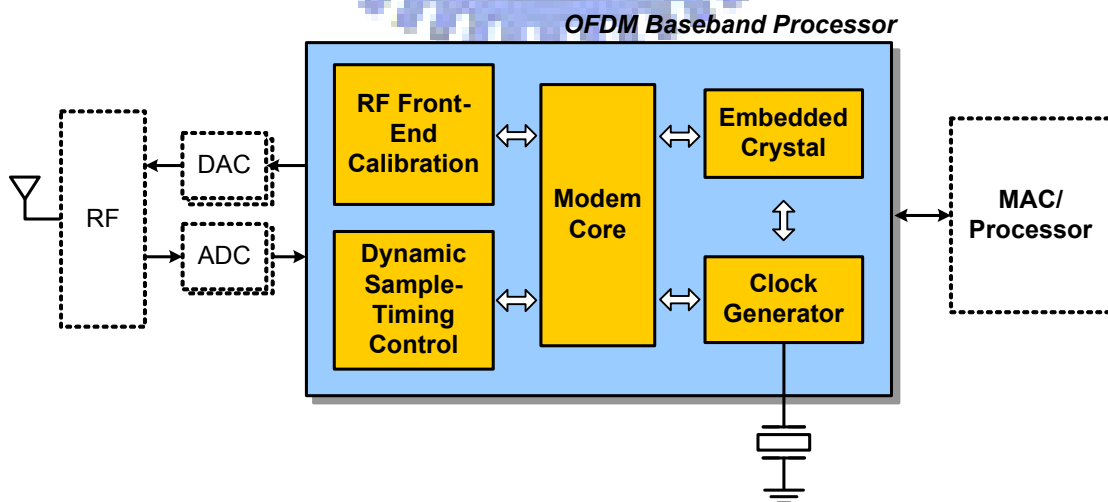 OFDM Baseband Processor
RF Front-
End
Calibration
Embedded
Crystal
DAC
RF
ADC
Modem
Core
MAC/
Processor
Dynamic
Sample-
Timing
Control
Clock
Generator